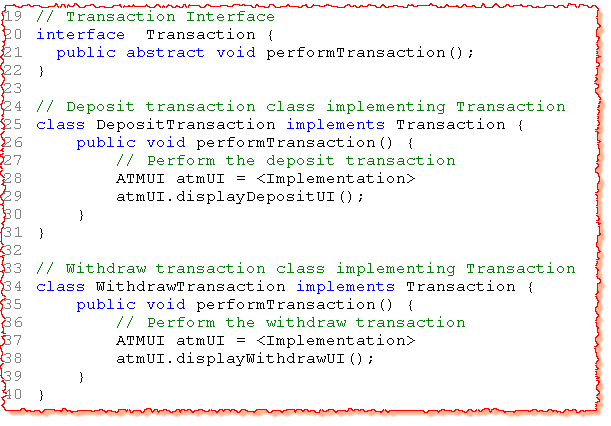 19 // Transaction Interface
20 interface  Transaction {
21   public abstract void performTransaction();
22 }
23
24 // Deposit transaction class implementing Transaction
25 class DepositTransaction implements Transaction {
26     public void performTransaction() {
27         // Perform the deposit transaction
28         ATMUI atmUI = <Implementation>
29         atmUI.displayDepositUI();
30     }
31 }
32
33 // Withdraw transaction class implementing Transaction
34 class WithdrawTransaction implements Transaction {
35     public void performTransaction() {
36         // Perform the withdraw transaction
37         ATMUI atmUI = <Implementation>
38         atmUI.displayWithdrawUI();
39     }
40 }